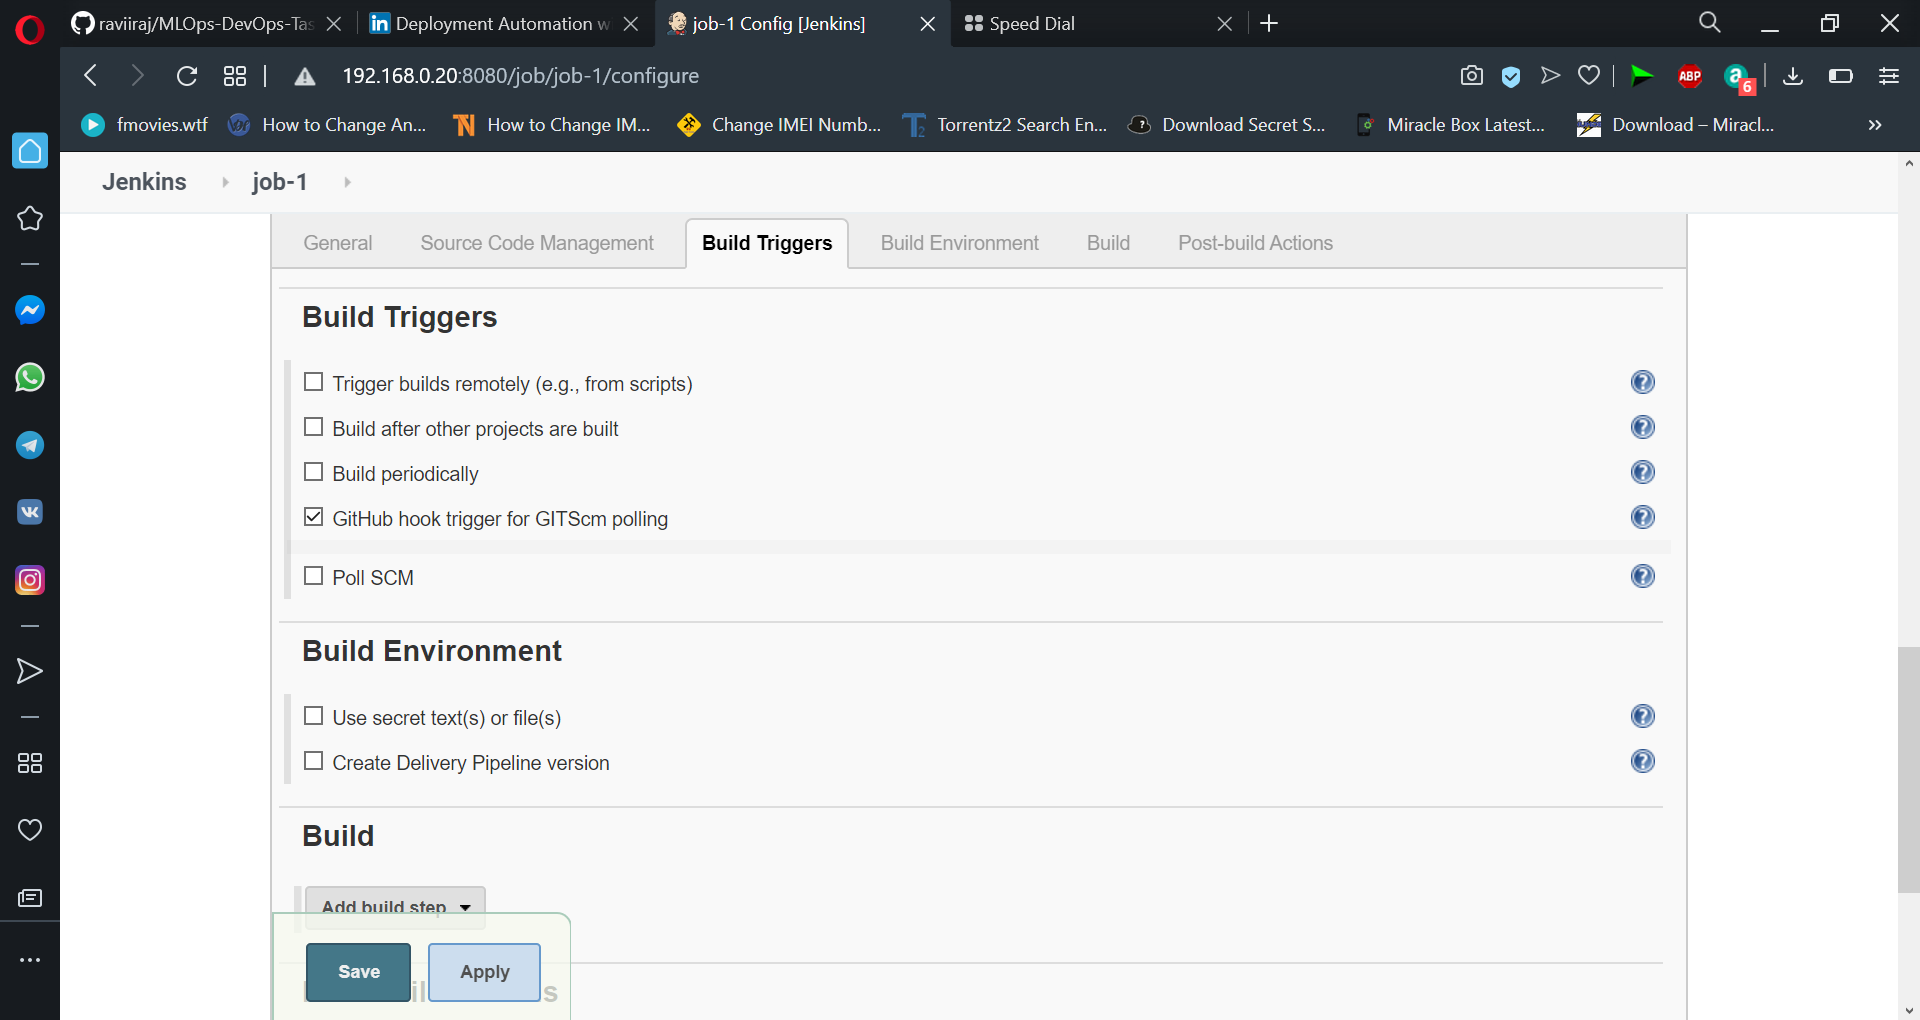 raviiraj/MLOps-DevOps-Tas
Deployment Automation w
job-1 Config [Jenkins]
Speed Dial
192.168.0.20:8080/job/job-1/configure
ABP
a
6
fmovies.wtf
How to Change An...
How to Change IM...
Change IMEI Numb...
Torrentz2 Search En...
Download Secret S...
Miracle Box Latest...
Download – Miracl...
Jenkins
job-1
General
Source Code Management
Build Triggers
Build Environment
Build
Post-build Actions
Build Triggers
Trigger builds remotely (e.g., from scripts)
Build after other projects are built
Build periodically
GitHub hook trigger for GITScm polling
Poll SCM
Build Environment
Use secret text(s) or file(s)
Create Delivery Pipeline version
Build
Add build step
Save
Apply